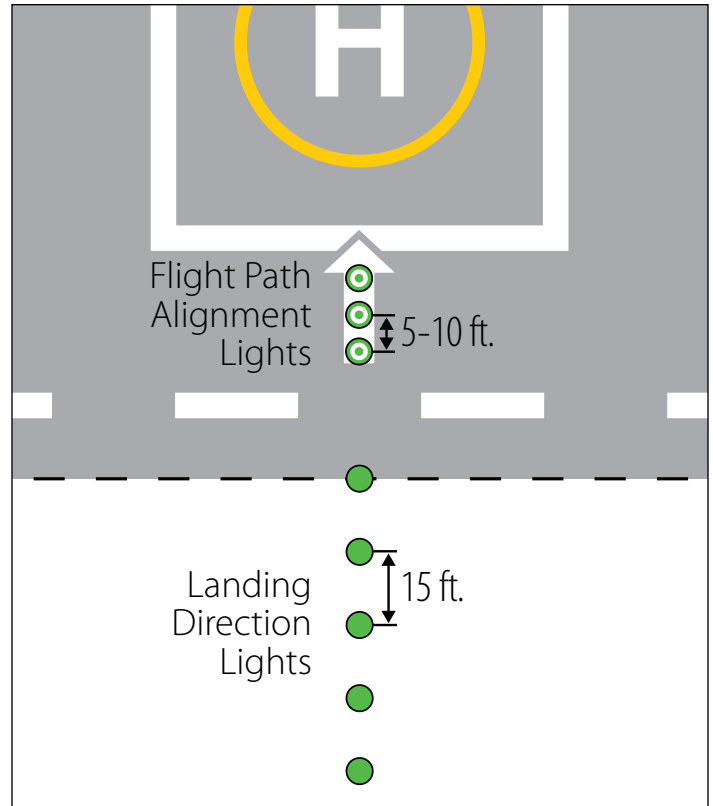 H
Flight Path
Alignment
Lights
5-10 ft.
Landing
Direction
Lights
15 ft.